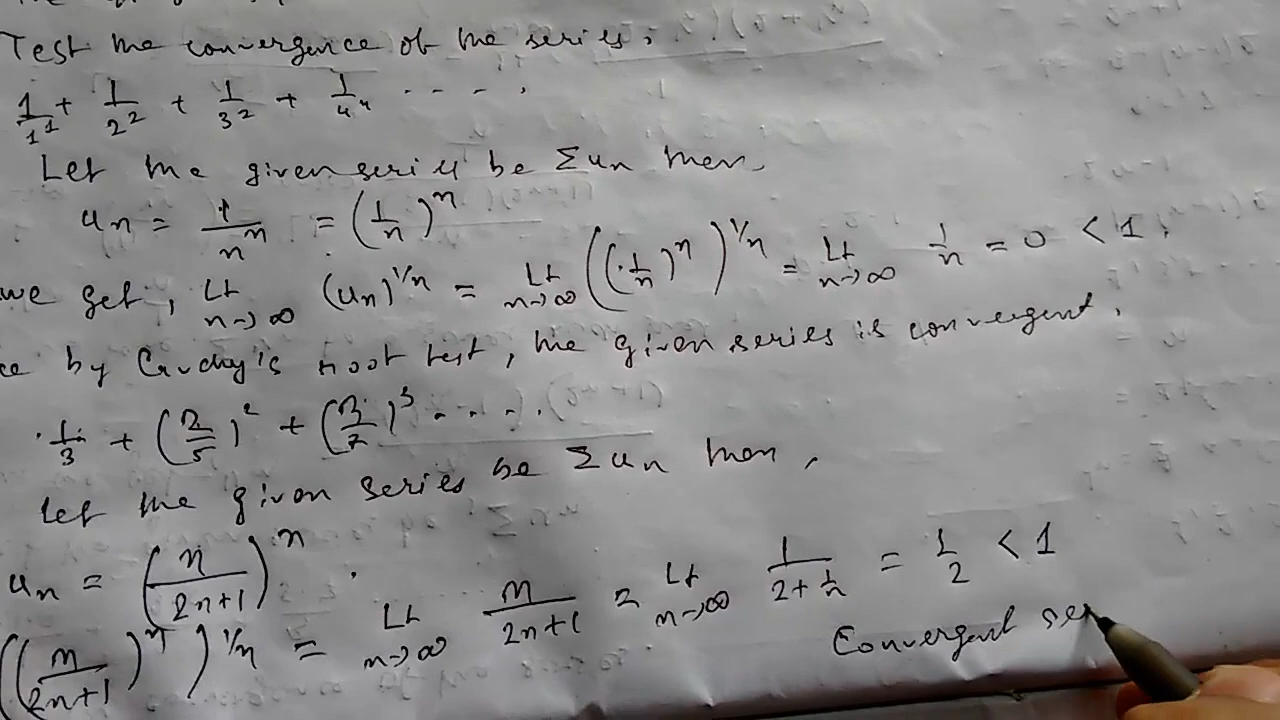 Test the convergence of the series.
1/1^1 + 1/2^2 + 1/3^2 + 1/4^4 ....
Let the given series be Σun then,
un = 1/n^n = (1/n)^n
we get, Lt n→∞ (un)^1/n = Lt n→∞ ((1/n)^n)^1/n = Lt n→∞ 1/n = 0 < 1,
ce by Cauchy's root test, the given series is convergent.
1/3 + (2/5)^2 + (3/7)^3 .....
Let the given series be Σun then,
un = (n/2n+1)^n
((n/2n+1)^n)^1/n = Lt n→∞ n/2n+1 = Lt n→∞ 1/2+1/n = 1/2 < 1
Convergent se